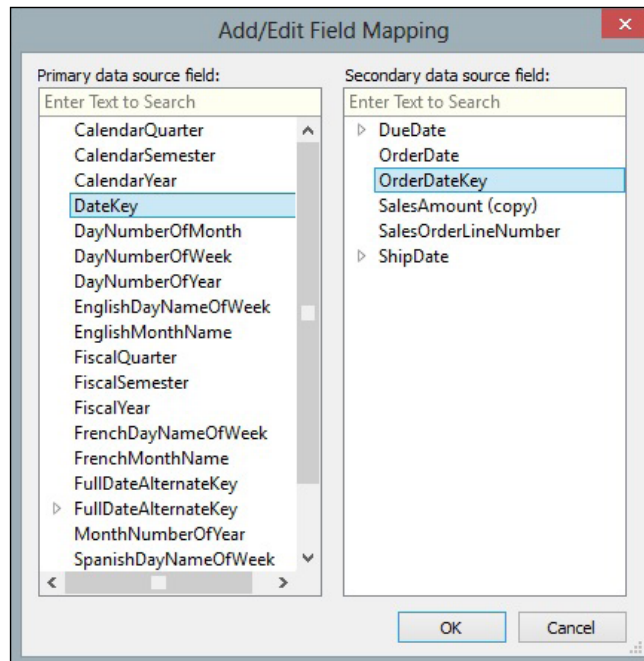 Add/Edit Field Mapping
Primary data source field:
Enter Text to Search
CalendarQuarter
CalendarSemester
CalendarYear
DateKey
DayNumberOfMonth
DayNumberOfWeek
DayNumberOfYear
EnglishDayNameOfWeek
EnglishMonthName
FiscalQuarter
FiscalSemester
FiscalYear
FrenchDayNameOfWeek
FrenchMonthName
FullDateAlternateKey
FullDateAlternateKey
MonthNumberOfYear
SpanishDayNameOfWeek
Secondary data source field:
Enter Text to Search
DueDate
OrderDate
OrderDateKey
SalesAmount (copy)
SalesOrderLineNumber
ShipDate
OK
Cancel